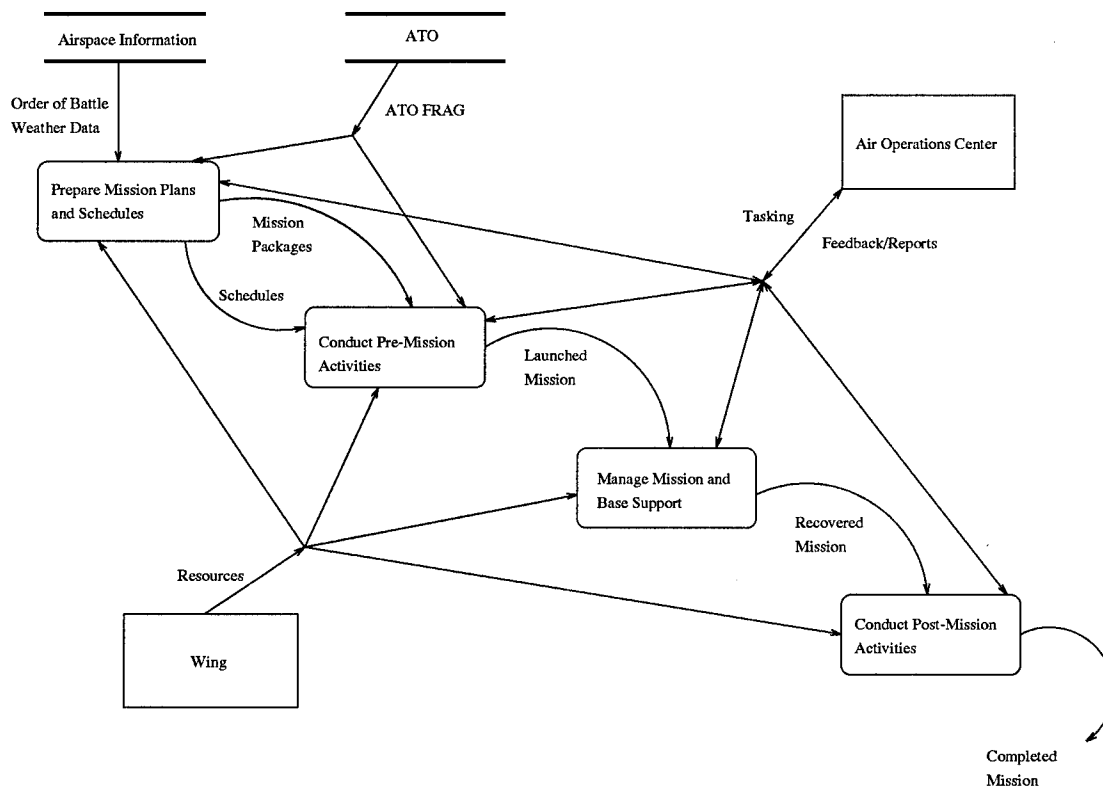 Airspace Information
ATO
Order of Battle
Weather Data
ATO FRAG
Air Operations Center
Prepare Mission Plans
and Schedules
Mission
Packages
Tasking
Feedback/Reports
Schedules
Conduct Pre-Mission
Activities
Launched
Mission
Manage Mission and
Base Support
Recovered
Mission
Resources
Wing
Conduct Post-Mission
Activities
Completed
Mission